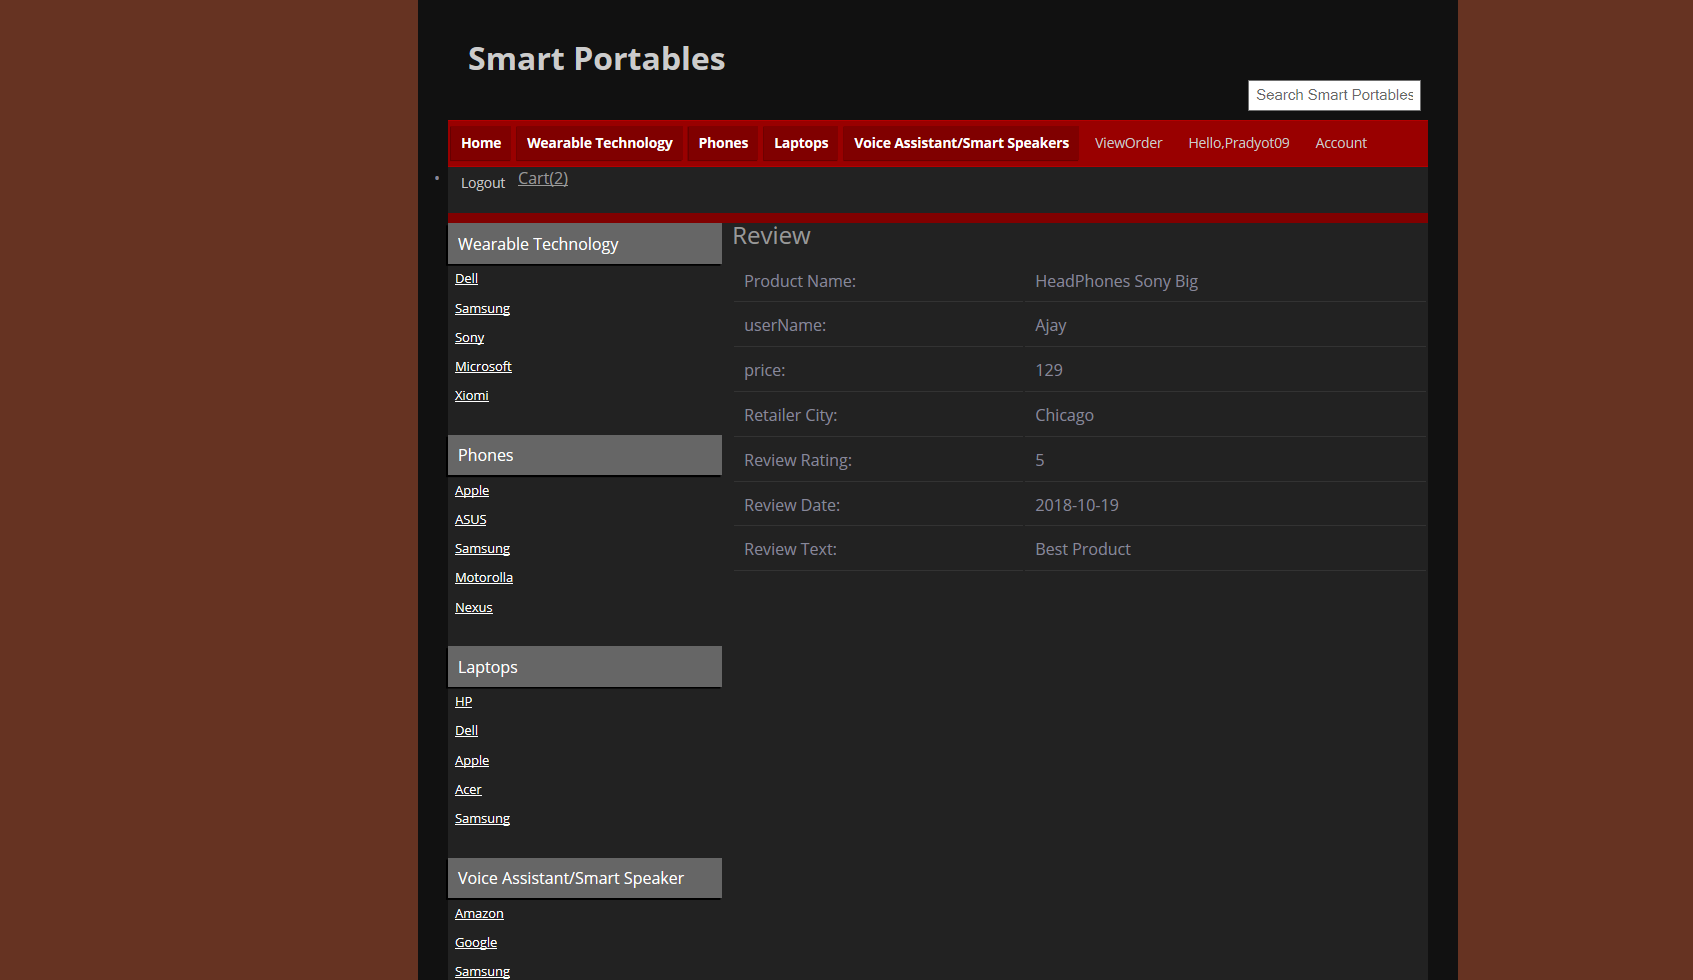 Smart Portables
Search Smart Portables
Home Wearable Technology Phones Laptops Voice Assistant/Smart Speakers ViewOrder Hello,Pradyot09 Account
• Logout Cart(2)
Wearable Technology
Dell
Samsung
Sony
Microsoft
Xiomi
Phones
Apple
ASUS
Samsung
Motorolla
Nexus
Laptops
HP
Dell
Apple
Acer
Samsung
Voice Assistant/Smart Speaker
Amazon
Google
Samsung
Review
Product Name: HeadPhones Sony Big
userName: Ajay
price: 129
Retailer City: Chicago
Review Rating: 5
Review Date: 2018-10-19
Review Text: Best Product